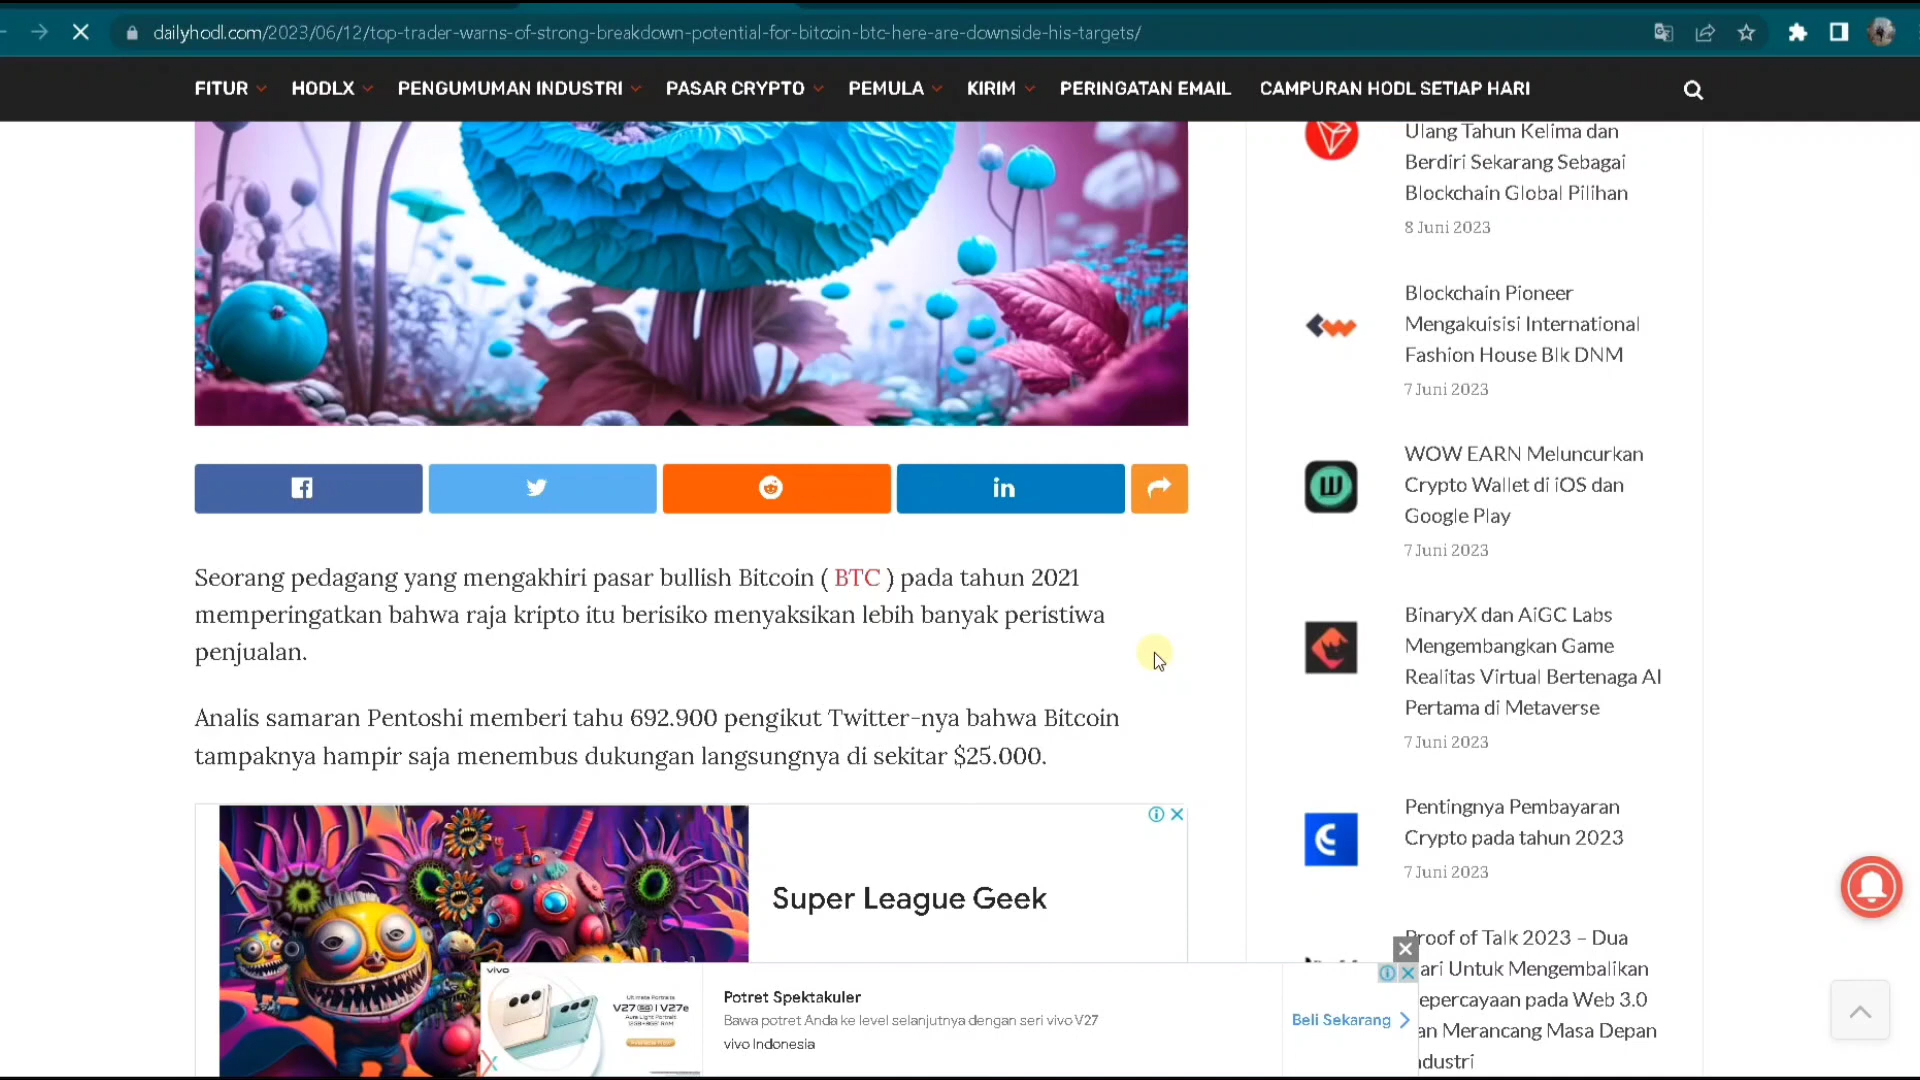 dailyhodl.com/2023/06/12/top-trader-warns-of-strong-breakdown-potential-for-bitcoin-btc-here-are-downside-his-targets/
FITUR HODLX PENGUMUMAN INDUSTRI PASAR CRYPTO PEMULA KIRIM PERINGATAN EMAIL CAMPURAN HODL SETIAP HARI
Seorang pedagang yang mengakhiri pasar bullish Bitcoin ( BTC ) pada tahun 2021
memperingatkan bahwa raja kripto itu berisiko menyaksikan lebih banyak peristiwa
penjualan.
Analis samaran Pentoshi memberi tahu 692.900 pengikut Twitter-nya bahwa Bitcoin
tampaknya hampir saja menembus dukungan langsungnya di sekitar $25.000.
Super League Geek
vivo
V27 5G | V27e
Aura Light Portrait
Potret Spektakuler
Bawa potret Anda ke level selanjutnya dengan seri vivo V27
vivo Indonesia
Beli Sekarang
Ulang Tahun Kelima dan
Berdiri Sekarang Sebagai
Blockchain Global Pilihan
8 Juni 2023
Blockchain Pioneer
Mengakuisisi International
Fashion House Blk DNM
7 Juni 2023
WOW EARN Meluncurkan
Crypto Wallet di iOS dan
Google Play
7 Juni 2023
BinaryX dan AiGC Labs
Mengembangkan Game
Realitas Virtual Bertenaga AI
Pertama di Metaverse
7 Juni 2023
Pentingnya Pembayaran
Crypto pada tahun 2023
7 Juni 2023
Proof of Talk 2023 – Dua
ari Untuk Mengembalikan
epercayaan pada Web 3.0
an Merancang Masa Depan
dustri